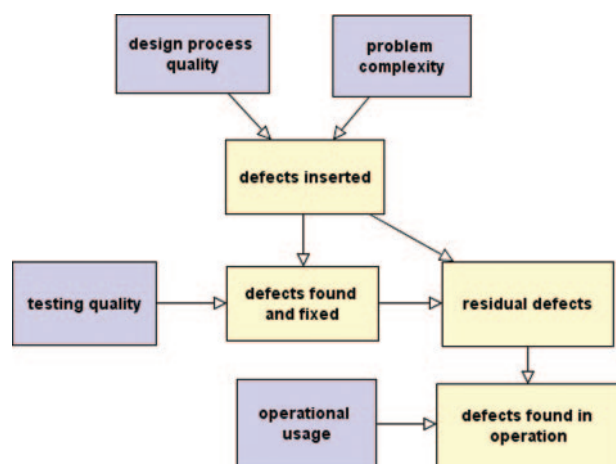 design process
quality
problem
complexity
defects inserted
testing quality
defects found
and fixed
residual defects
operational
usage
defects found in
operation